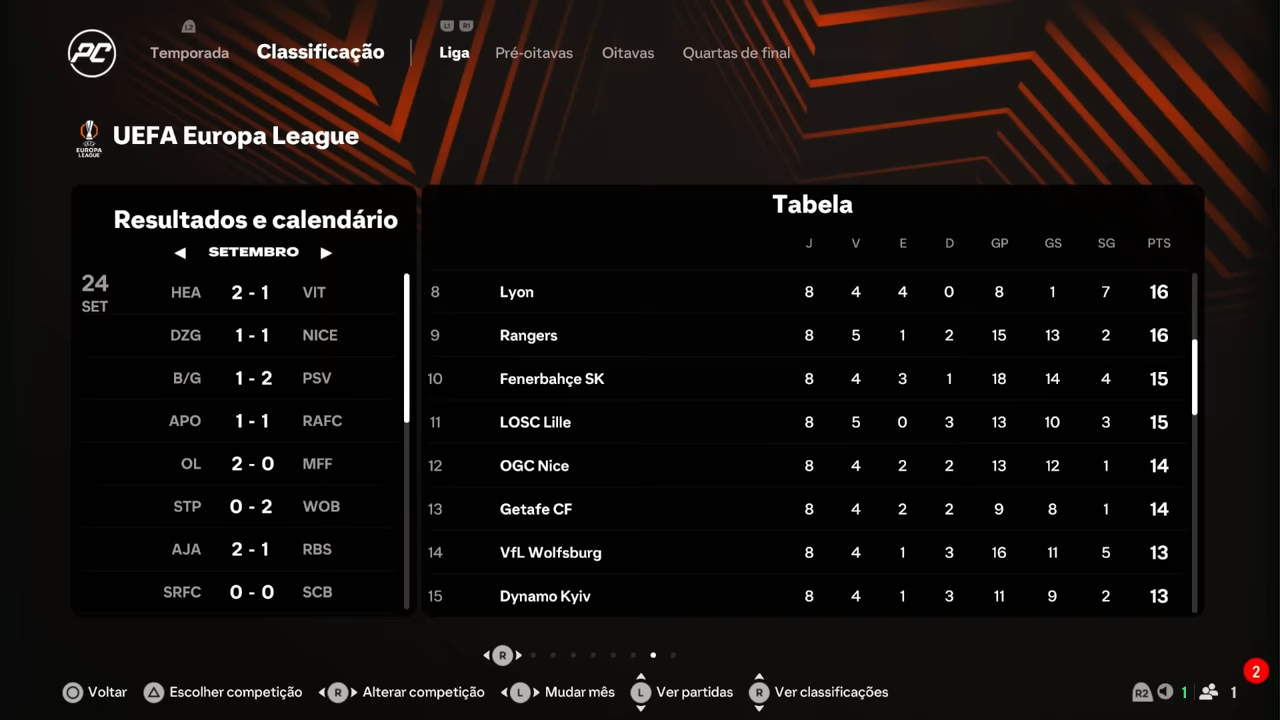 L2 L1 R1
PC Temporada Classificação Liga Pré-oitavas Oitavas Quartas de final
EUROPA LEAGUE UEFA Europa League
Resultados e calendário
SETEMBRO
24 SET
HEA 2 - 1 VIT
DZG 1 - 1 NICE
B/G 1 - 2 PSV
APO 1 - 1 RAFC
OL 2 - 0 MFF
STP 0 - 2 WOB
AJA 2 - 1 RBS
SRFC 0 - 0 SCB
Tabela
J V E D GP GS SG PTS
8 Lyon 8 4 4 0 8 1 7 16
9 Rangers 8 5 1 2 15 13 2 16
10 Fenerbahçe SK 8 4 3 1 18 14 4 15
11 LOSC Lille 8 5 0 3 13 10 3 15
12 OGC Nice 8 4 2 2 13 12 1 14
13 Getafe CF 8 4 2 2 9 8 1 14
14 VfL Wolfsburg 8 4 1 3 16 11 5 13
15 Dynamo Kyiv 8 4 1 3 11 9 2 13
R
2
Voltar Escolher competição R Alterar competição L Mudar mês L Ver partidas R Ver classificações R2 1 1